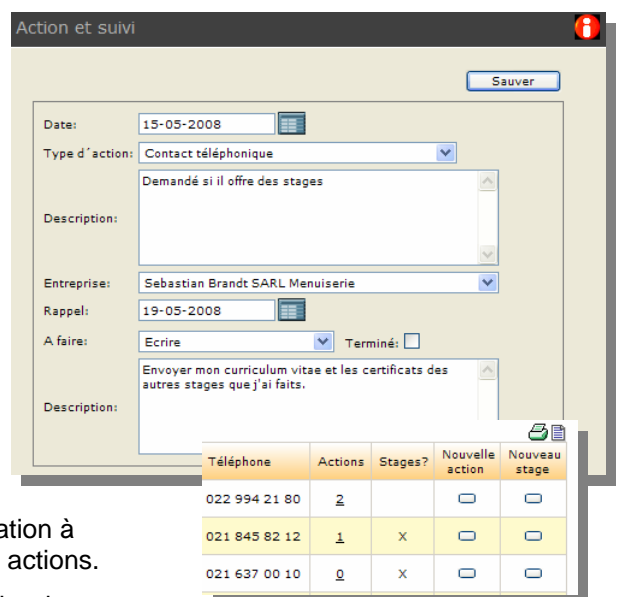 Action et suivi
Sauver
Date: 15-05-2008
Type d´action: Contact téléphonique
Description: Demandé si il offre des stages
Entreprise: Sebastian Brandt SARL Menuiserie
Rappel: 19-05-2008
A faire: Ecrire Terminé:
Description: Envoyer mon curriculum vitae et les certificats des
autres stages que j'ai faits.
Téléphone Actions Stages? Nouvelle action Nouveau stage
022 994 21 80 2
021 845 82 12 1 X
021 637 00 10 0 X
ation à
actions.